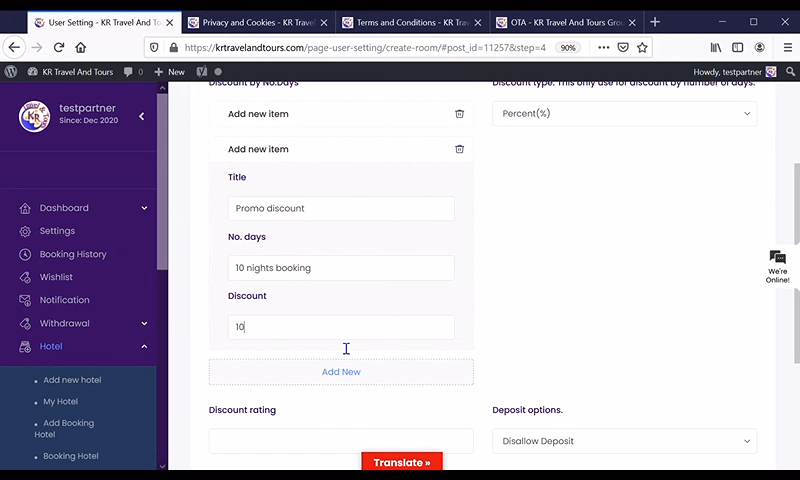 User Setting - KR Travel And To
Privacy and Cookies - KR Travel
Terms and Conditions - KR Trav
OTA - KR Travel and Tours Grou
https://krtravelandtours.com/page-user-setting/create-room/#post_id=11257&step=4
90%
KR Travel And Tours
0
New
Howdy, testpartner
testpartner
Since: Dec 2020
Dashboard
Settings
Booking History
Wishlist
Notification
Withdrawal
Hotel
Add new hotel
My Hotel
Add Booking
Hotel
Booking Hotel
Discount by No.Days
Add new item
Add new item
Title
Promo discount
No. days
10 nights booking
Discount
10
Add New
Discount rating
Discount type. This only use for discount by number of days.
Percent(%)
Deposit options.
Disallow Deposit
We're
Online!
Translate »